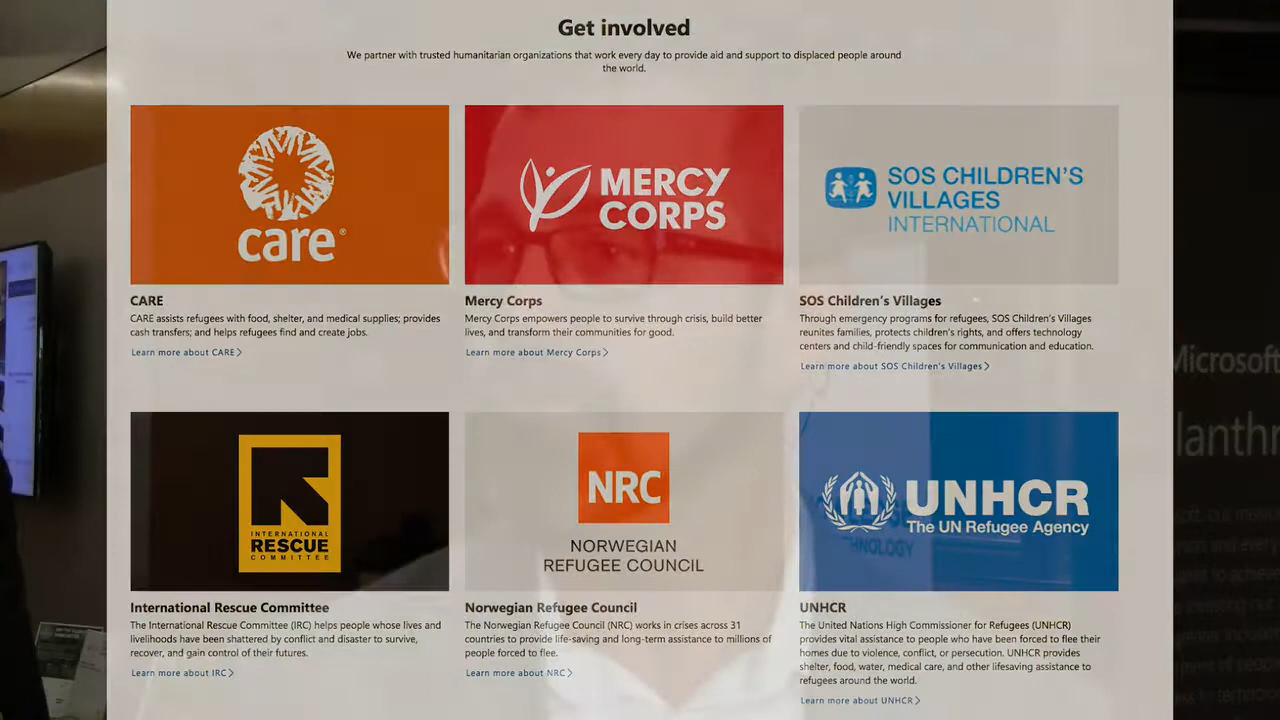 Get involved
We partner with trusted humanitarian organizations that work every day to provide aid and support to displaced people around
the world.
care®
MERCY
CORPS
SOS CHILDREN'S
VILLAGES
INTERNATIONAL
CARE
CARE assists refugees with food, shelter, and medical supplies; provides
cash transfers; and helps refugees find and create jobs.
Learn more about CARE >
Mercy Corps
Mercy Corps empowers people to survive through crisis, build better
lives, and transform their communities for good.
Learn more about Mercy Corps >
SOS Children's Villages
Through emergency programs for refugees, SOS Children's Villages
reunites families, protects children's rights, and offers technology
centers and child-friendly spaces for communication and education.
Learn more about SOS Children's Villages >
INTERNATIONAL
RESCUE
COMMITTEE
NRC
NORWEGIAN
REFUGEE COUNCIL
UNHCR
The UN Refugee Agency
International Rescue Committee
The International Rescue Committee (IRC) helps people whose lives and
livelihoods have been shattered by conflict and disaster to survive,
recover, and gain control of their futures.
Learn more about IRC >
Norwegian Refugee Council
The Norwegian Refugee Council (NRC) works in crises across 31
countries to provide life-saving and long-term assistance to millions of
people forced to flee.
Learn more about NRC >
UNHCR
The United Nations High Commissioner for Refugees (UNHCR)
provides vital assistance to people who have been forced to flee their
homes due to violence, conflict, or persecution. UNHCR provides
shelter, food, water, medical care, and other lifesaving assistance to
refugees around the world.
Learn more about UNHCR >
Microsoft